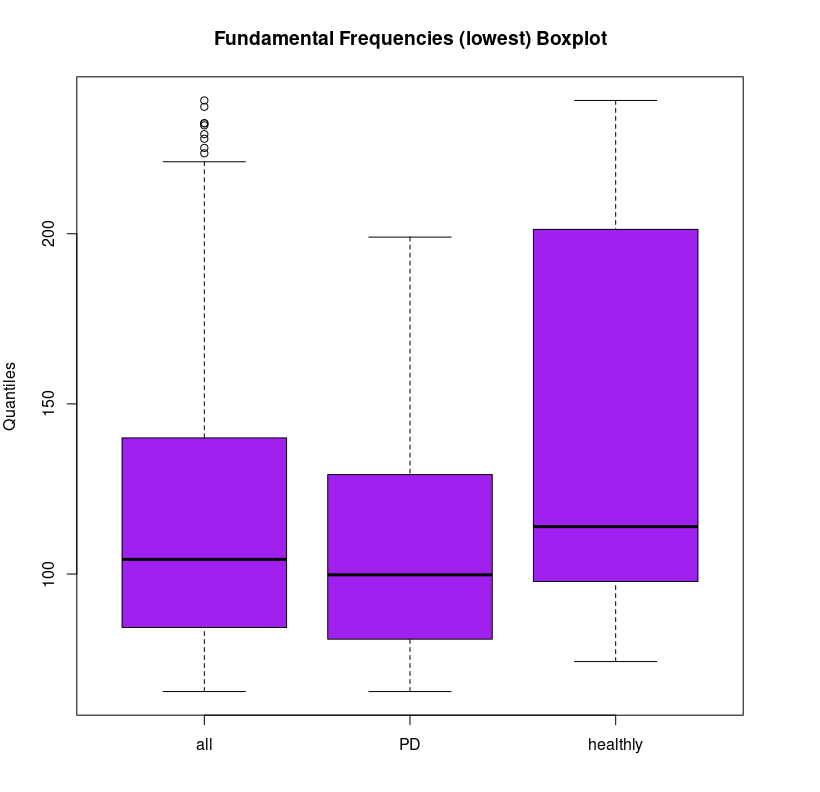 Fundamental Frequencies (lowest) Boxplot
Quantiles
200
150
100
all PD healthly